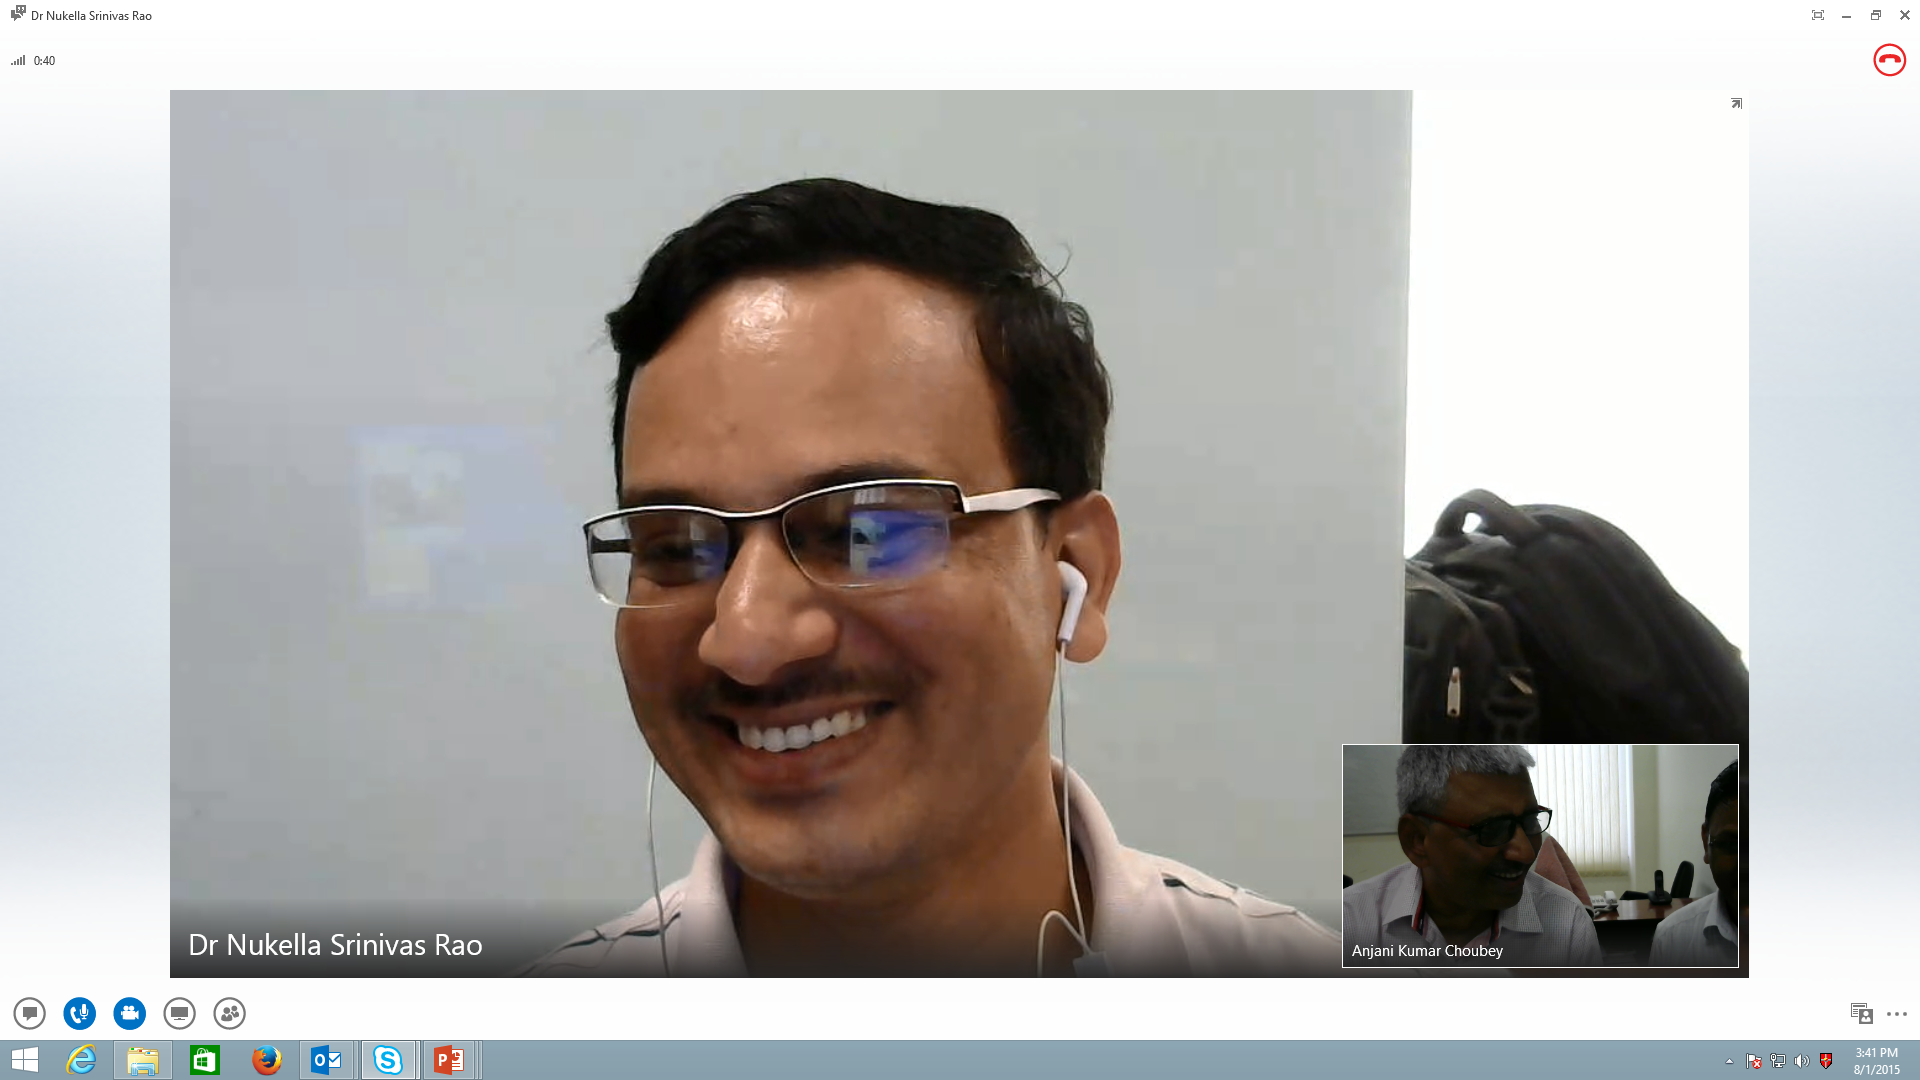 Dr Nukella Srinivas Rao
0:40
Dr Nukella Srinivas Rao
Anjani Kumar Choubey
3:41 PM
8/1/2015